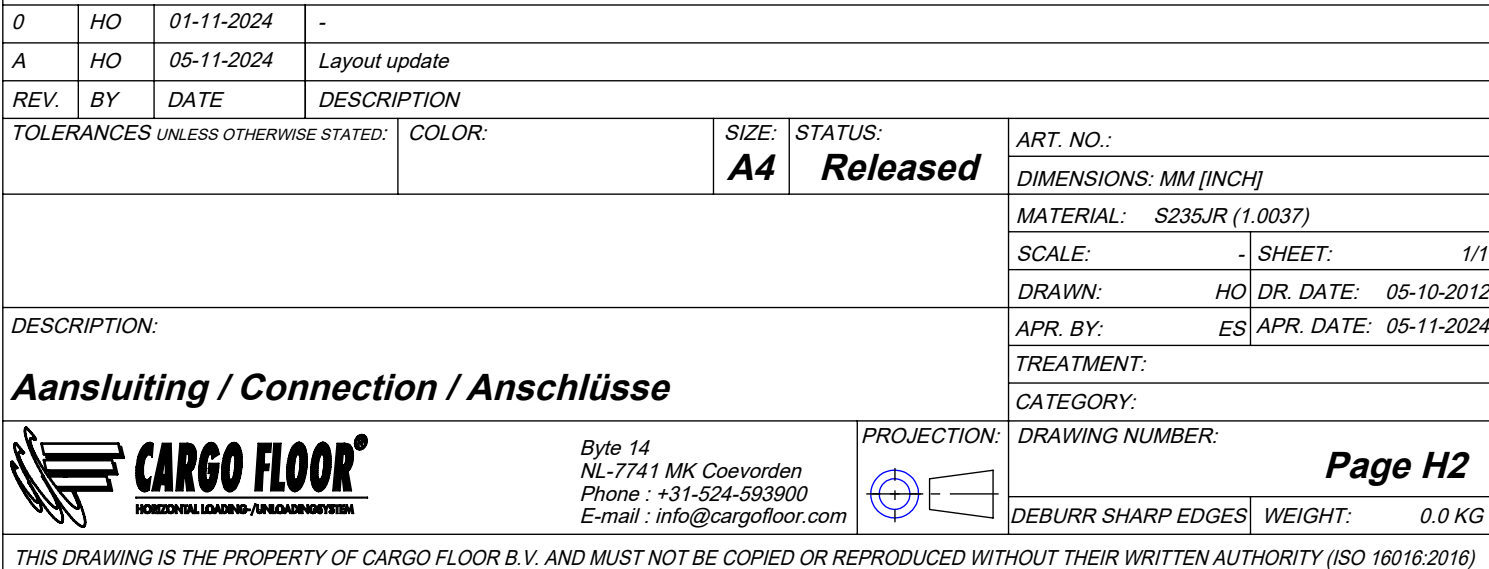 0 HO 01-11-2024 -
A HO 05-11-2024 Layout update
REV. BY DATE DESCRIPTION
TOLERANCES UNLESS OTHERWISE STATED: COLOR: SIZE: STATUS:
A4 Released
ART. NO.:
DIMENSIONS: MM [INCH]
MATERIAL: S235JR (1.0037)
SCALE: - SHEET: 1/1
DRAWN: HO DR. DATE: 05-10-2012
DESCRIPTION:
APR. BY: ES APR. DATE: 05-11-2024
Aansluiting / Connection / Anschlüsse
TREATMENT:
CATEGORY:
CARGO FLOOR®
HORIZONTAL LOADING-/UNLOADINGSYSTEM
Byte 14
NL-7741 MK Coevorden
Phone : +31-524-593900
E-mail : info@cargofloor.com
PROJECTION:
DRAWING NUMBER:
Page H2
DEBURR SHARP EDGES WEIGHT: 0.0 KG
THIS DRAWING IS THE PROPERTY OF CARGO FLOOR B.V. AND MUST NOT BE COPIED OR REPRODUCED WITHOUT THEIR WRITTEN AUTHORITY (ISO 16016:2016)